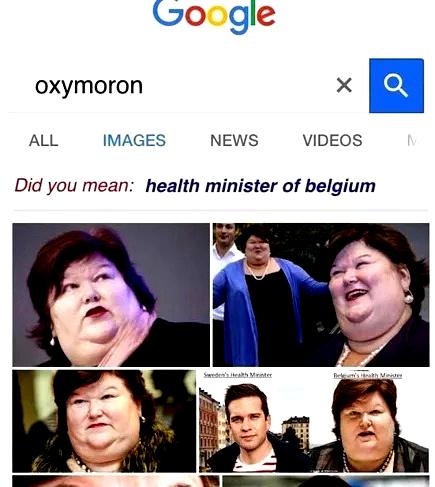 Google
oxymoron
ALL IMAGES NEWS VIDEOS
Did you mean: health minister of belgium
Sweden's Health Minister Belgium's Health Minister